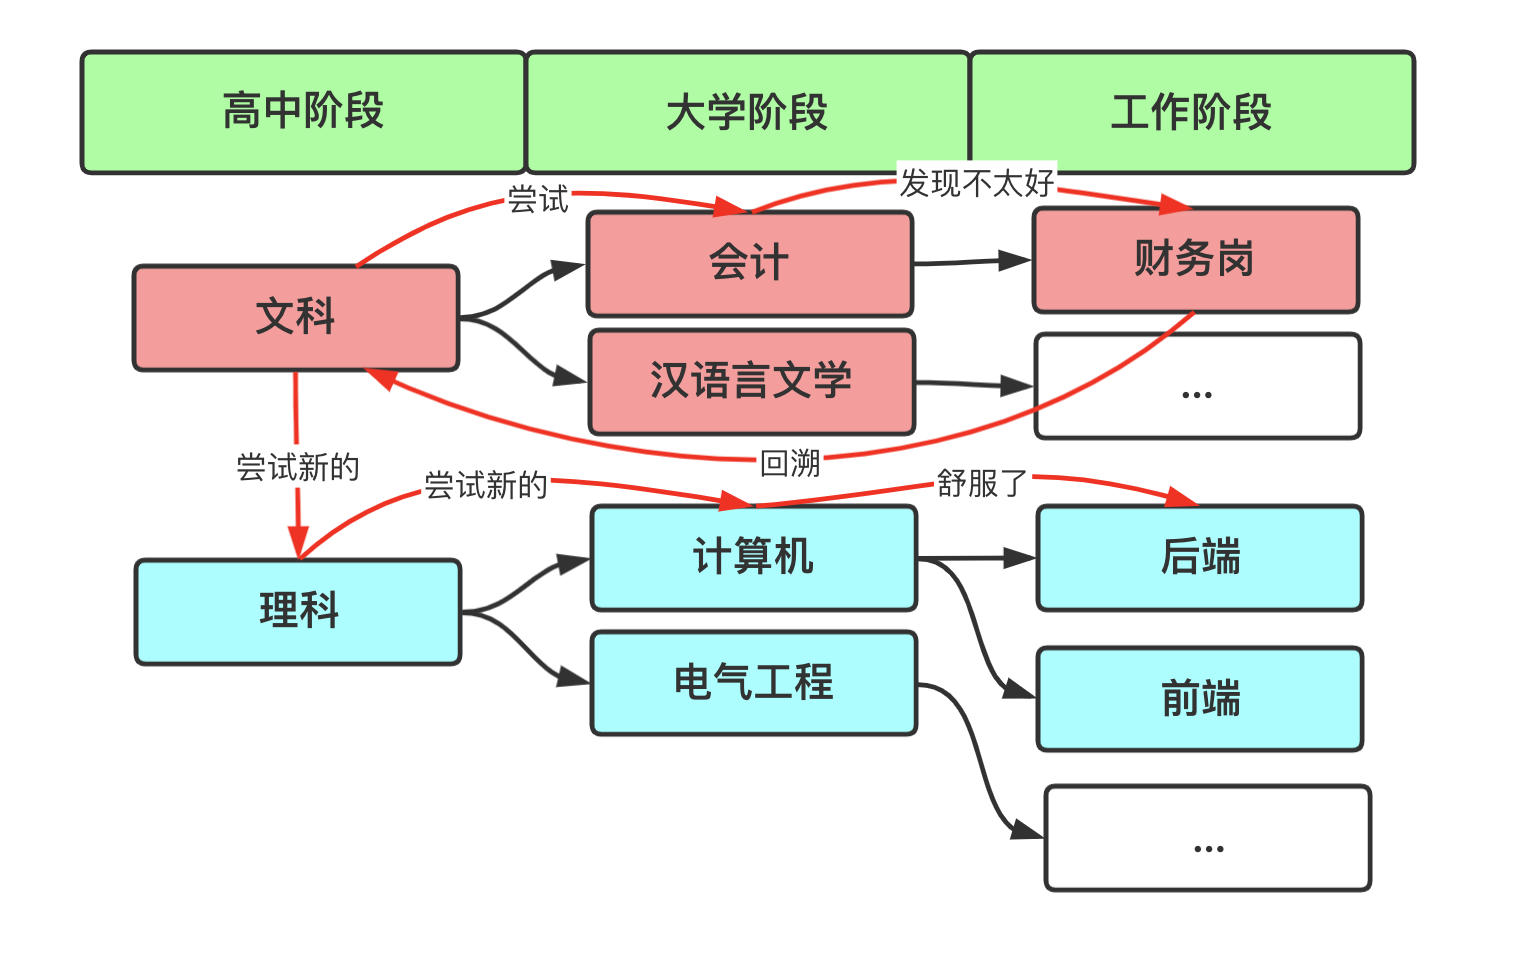 高中阶段
大学阶段
工作阶段
尝试
发现不太好
文科
会计
财务岗
汉语言文学
...
回溯
尝试新的
尝试新的
舒服了
理科
计算机
后端
电气工程
前端
...